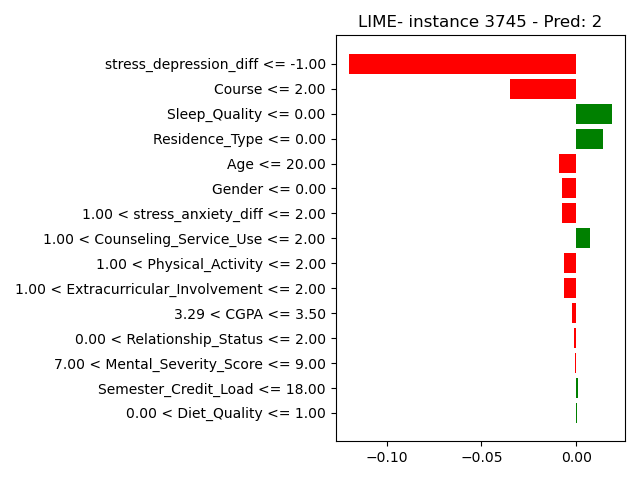 LIME- instance 3745 - Pred: 2
stress_depression_diff <= -1.00
Course <= 2.00
Sleep_Quality <= 0.00
Residence_Type <= 0.00
Age <= 20.00
Gender <= 0.00
1.00 < stress_anxiety_diff <= 2.00
1.00 < Counseling_Service_Use <= 2.00
1.00 < Physical_Activity <= 2.00
1.00 < Extracurricular_Involvement <= 2.00
3.29 < CGPA <= 3.50
0.00 < Relationship_Status <= 2.00
7.00 < Mental_Severity_Score <= 9.00
Semester_Credit_Load <= 18.00
0.00 < Diet_Quality <= 1.00
−0.10 −0.05 0.00